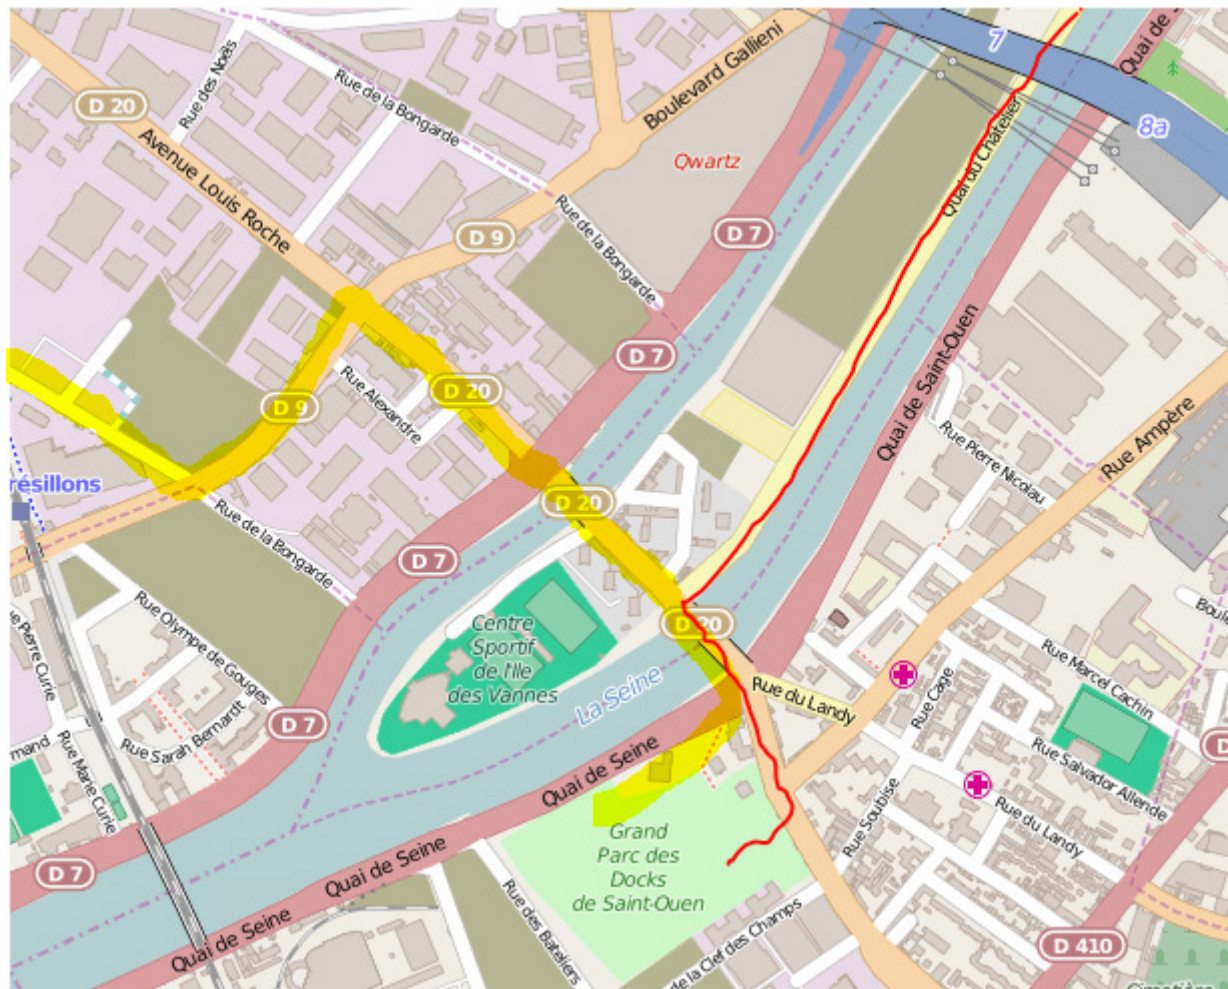 7
Quai de S
Boulevard Gallieni
Rue des Noëls
D 20
Rue de la Bongarde
8a
Avenue Louis Roche
Qwartz
Quai du Châtelier
D 9
D 7
Rue de la Bongarde
D 7
Quai de Saint-Ouen
Rue Alexandre
D 20
D 9
Rue Ampère
Rue Pierre Nicolau
résillons
D 20
Rue de la Bongarde
D 7
Centre
Sportif
de l'Ile
des Vannes
D 20
Boule
La Seine
Rue Olympe de Gouges
ue Pierre Curie
Rue Marcel Cachin
Rue du Landy
Rue Cage
D 7
Rue Sarah Bernardt
mand
Rue Marie Curie
Quai de Seine
Rue Salvador Allende
D
Rue Soubise
Rue du Landy
Grand
Parc des
Docks
de Saint-Ouen
Quai de Seine
D 7
Rue des Bateliers
Quai de Seine
de la Clef des Champs
D 410
Cimetière